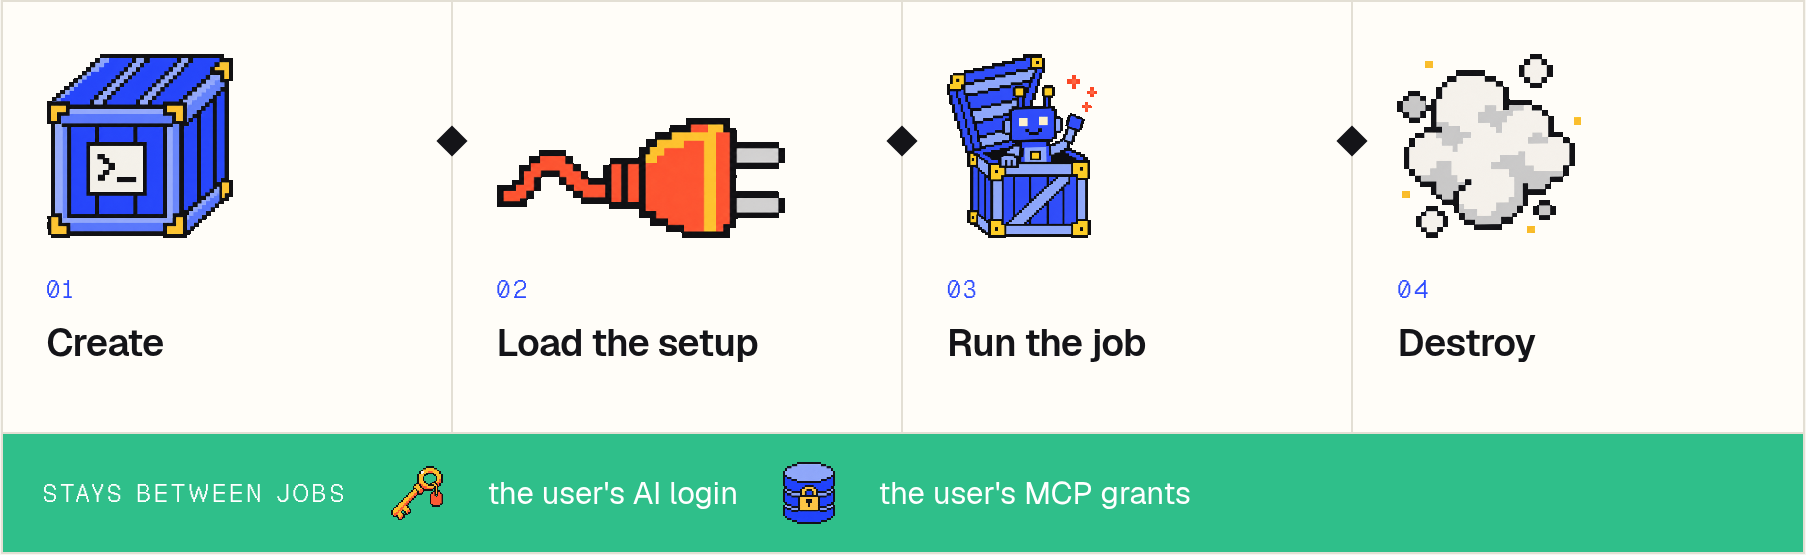 >_
01
Create
02
Load the setup
03
Run the job
04
Destroy
STAYS BETWEEN JOBS
the user's AI login
the user's MCP grants